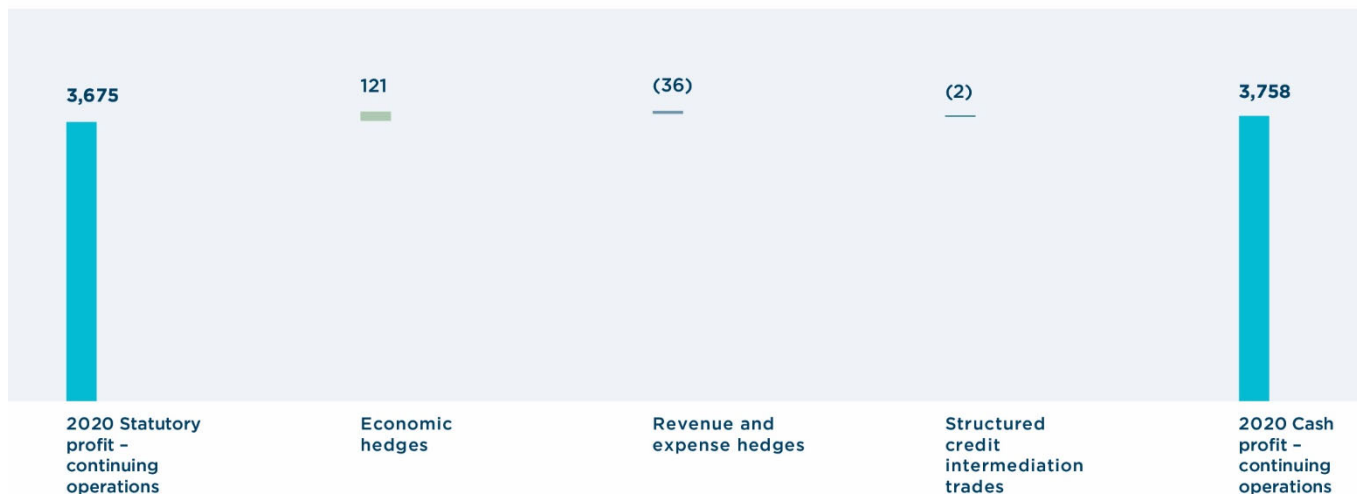 3,675
121
(36)
(2)
3,758
2020 Statutory
profit –
continuing
operations
Economic
hedges
Revenue and
expense hedges
Structured
credit
intermediation
trades
2020 Cash
profit –
continuing
operations